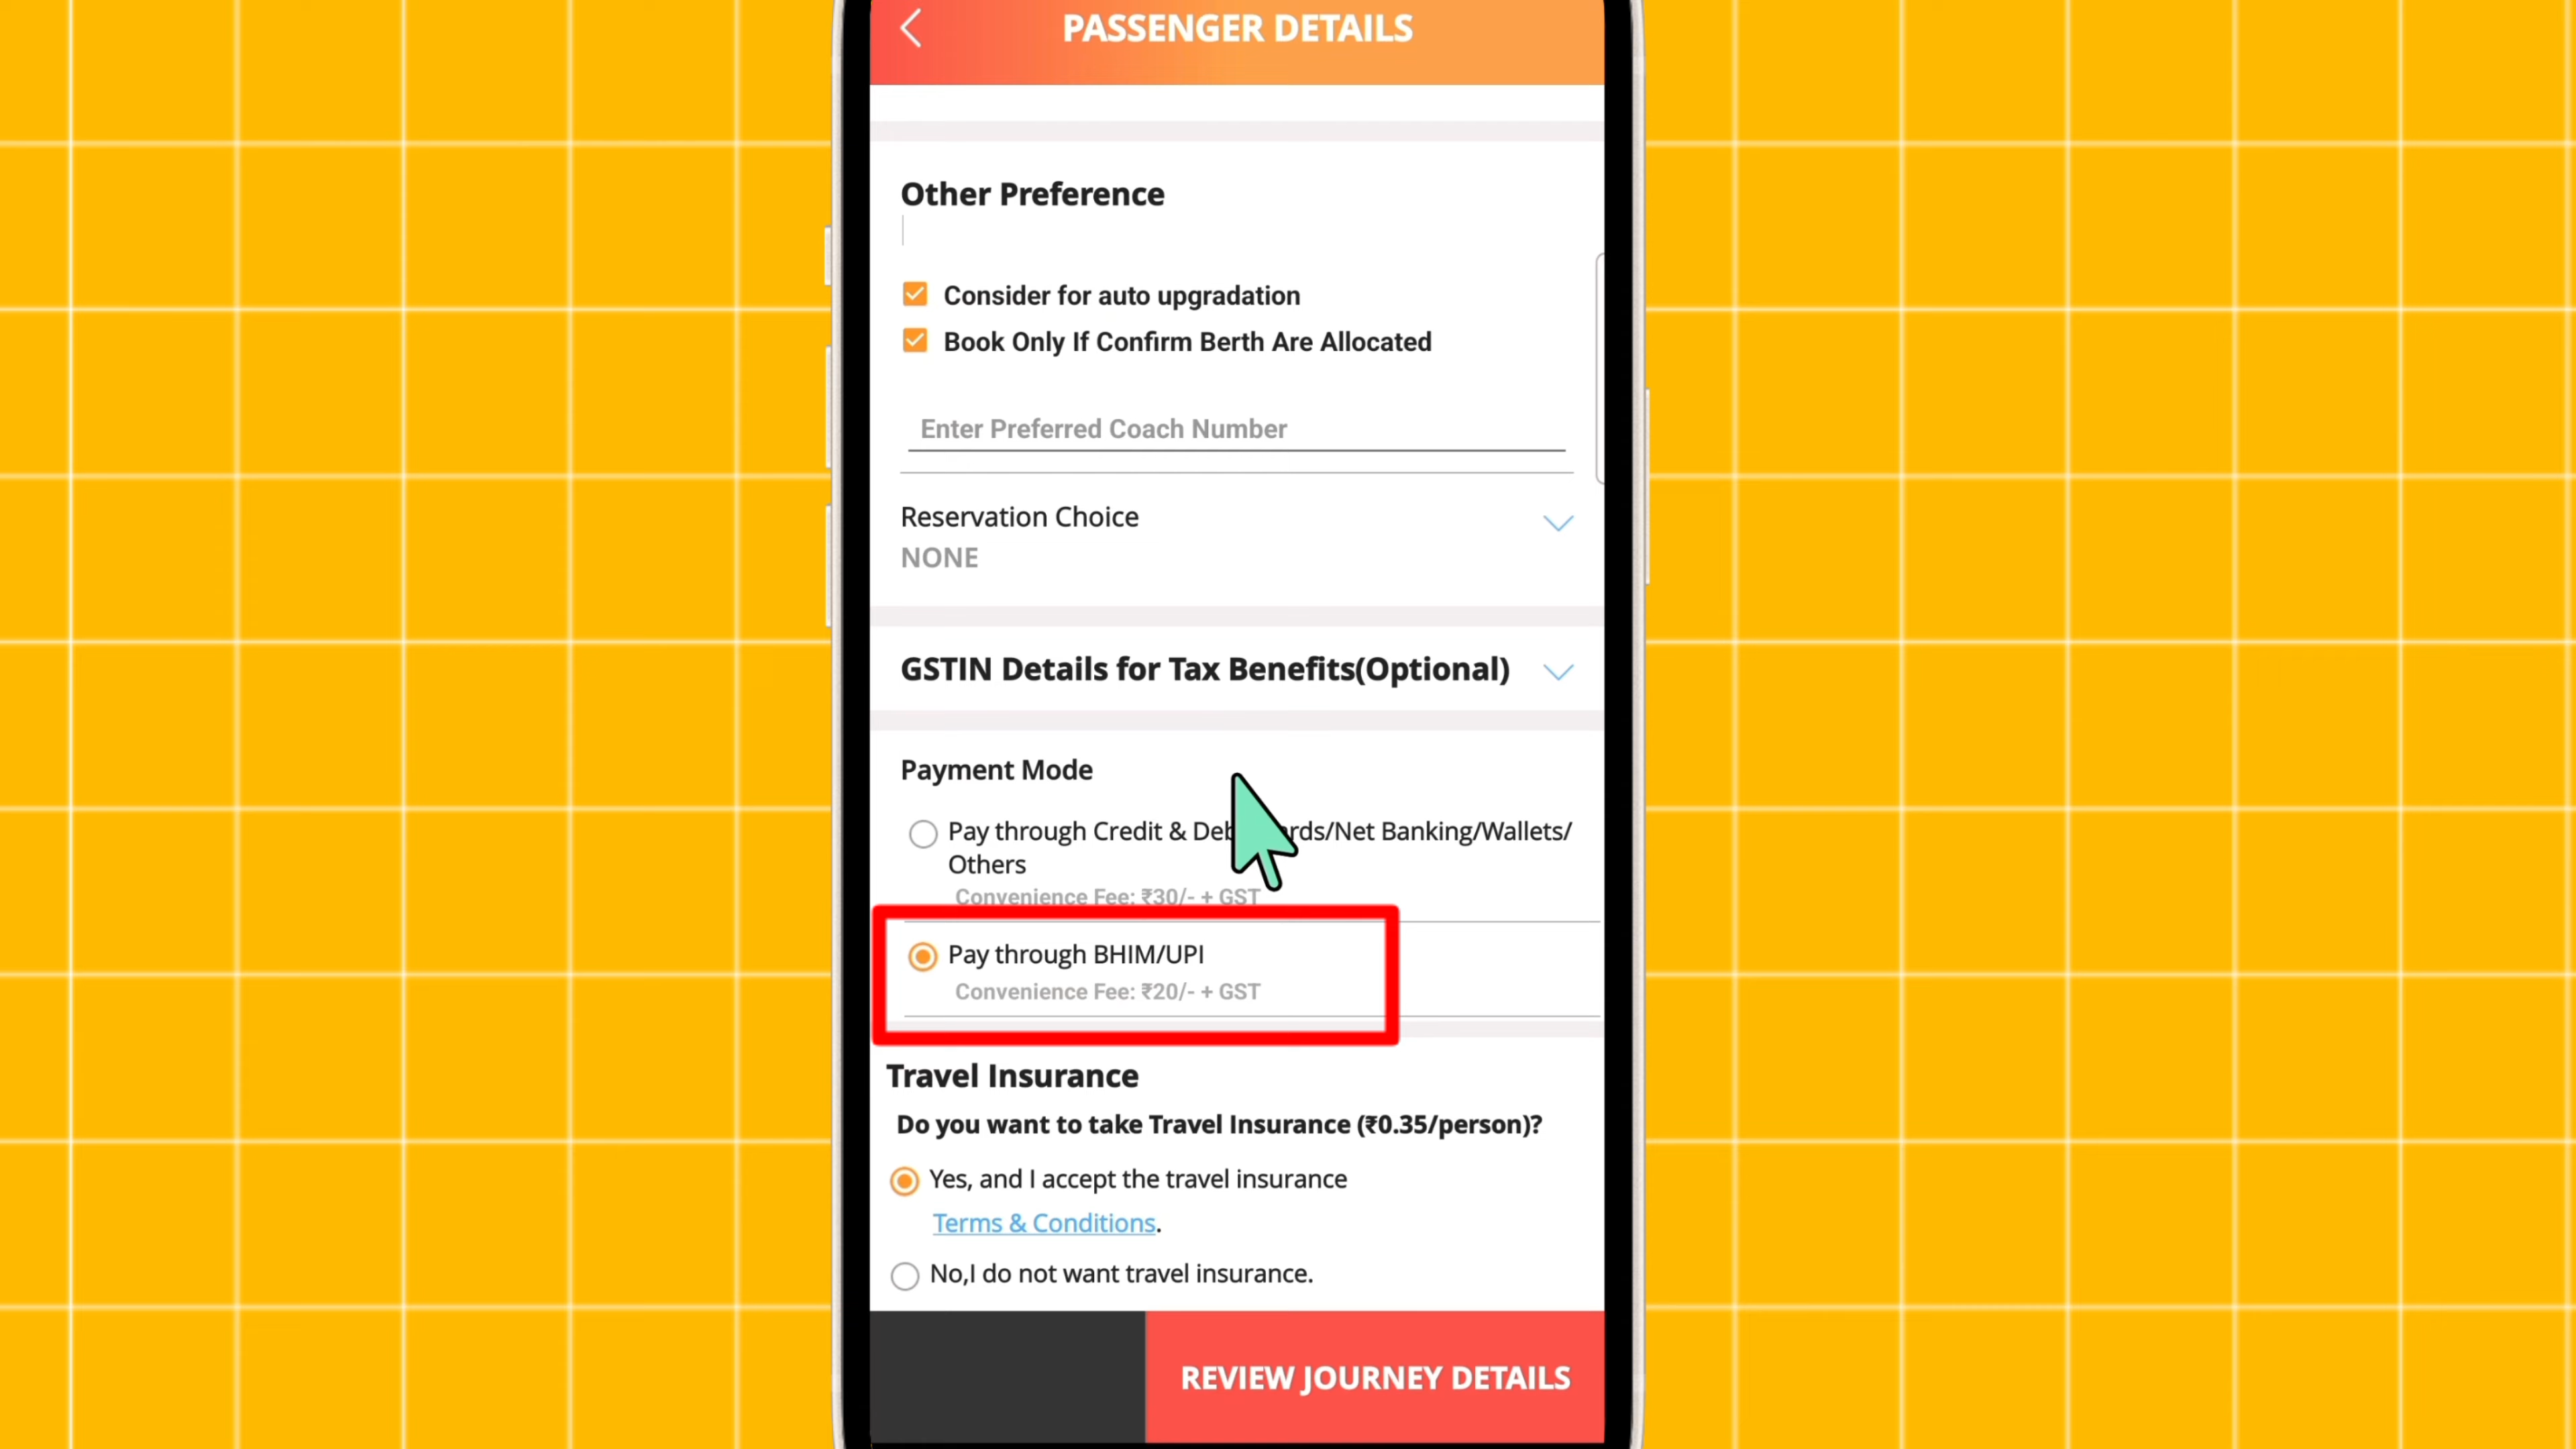 PASSENGER DETAILS
Other Preference
Consider for auto upgradation
Book Only If Confirm Berth Are Allocated
Enter Preferred Coach Number
Reservation Choice
NONE
GSTIN Details for Tax Benefits(Optional)
Payment Mode
Pay through Credit & Deb rds/Net Banking/Wallets/
Others
Convenience Fee: ₹30/- + GST
Pay through BHIM/UPI
Convenience Fee: ₹20/- + GST
Travel Insurance
Do you want to take Travel Insurance (₹0.35/person)?
Yes, and I accept the travel insurance
Terms & Conditions.
No,I do not want travel insurance.
REVIEW JOURNEY DETAILS